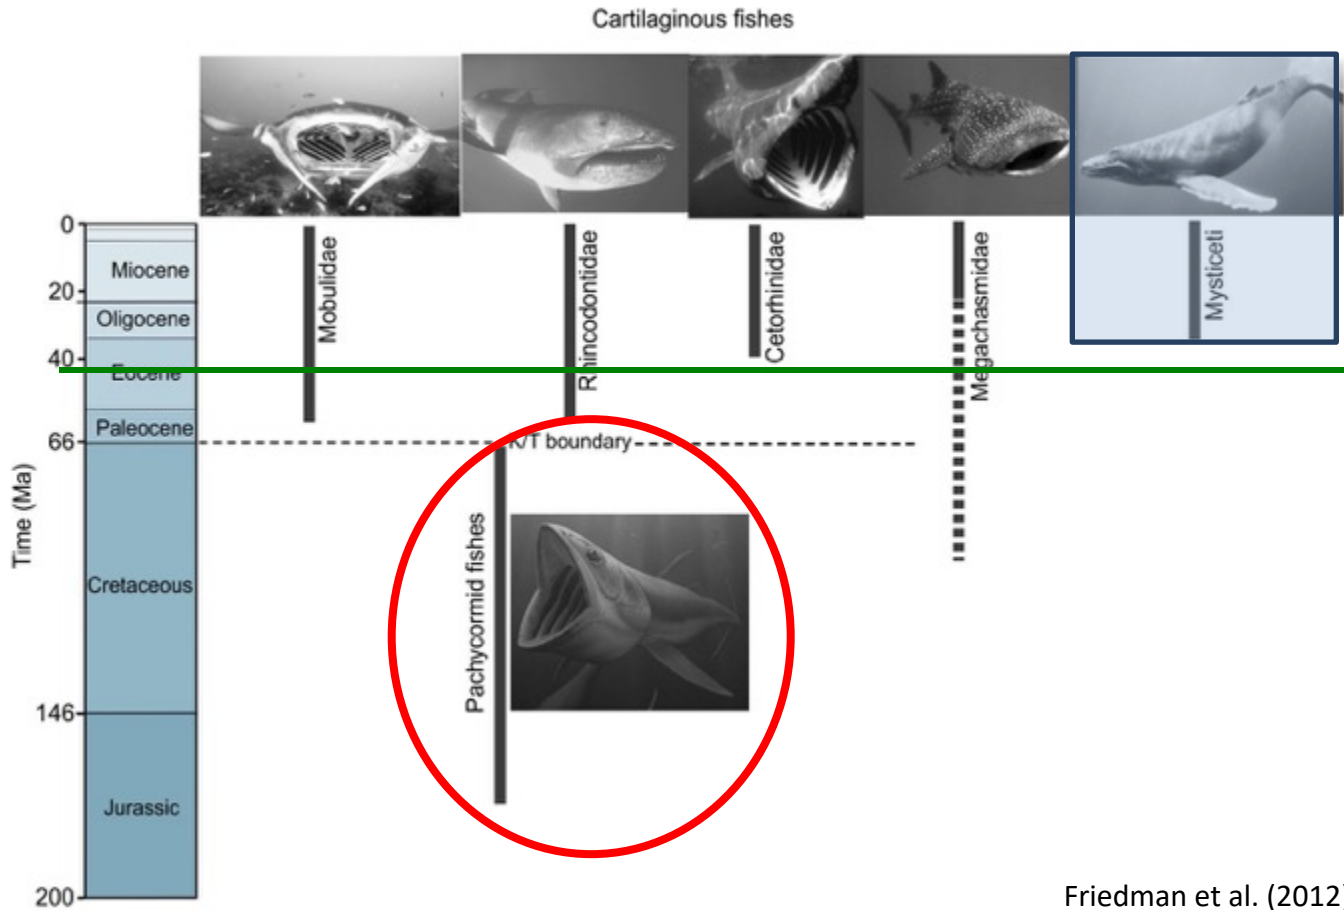 Cartilaginous fishes
0
Miocene
20
Oligocene
40
Eocene
Paleocene
66
K/T boundary
Time (Ma)
Cretaceous
146
Jurassic
200
Mobulidae
Rhincodontidae
Cetorhinidae
Megachasmidae
Mysticeti
Pachycormid fishes
Friedman et al. (2012)